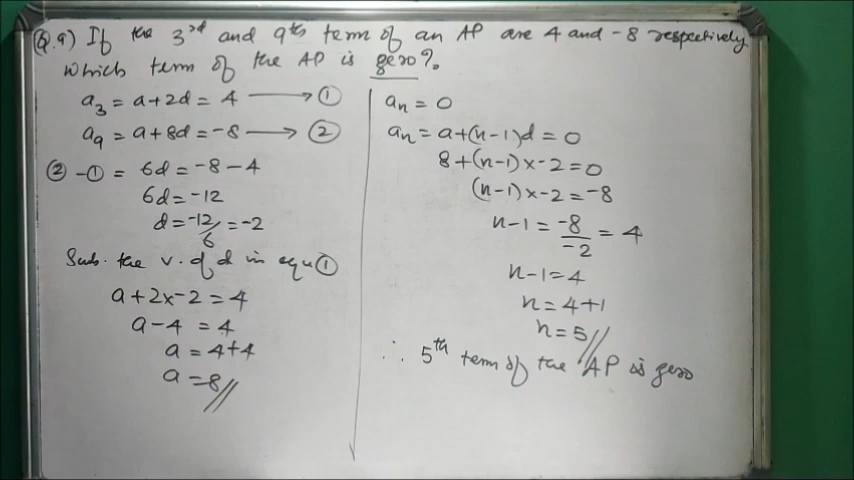 Q.9) If the 3rd and 9th term of an AP are 4 and -8 respectively
which term of the AP is zero?
a₃ = a+2d = 4 ⟶ ①
a₉ = a+8d = -8 ⟶ ②
② -① = 6d = -8-4
6d = -12
d = -12/6 = -2
Sub. the v. of d in equ ①
a+2x-2 = 4
a-4 = 4
a = 4+4
a = 8//
aₙ = 0
aₙ = a+(n-1)d = 0
8+(n-1)x-2=0
(n-1)x-2=-8
n-1 = -8/-2 = 4
n-1=4
n = 4+1
n = 5//
∴ 5th term of the AP is zero